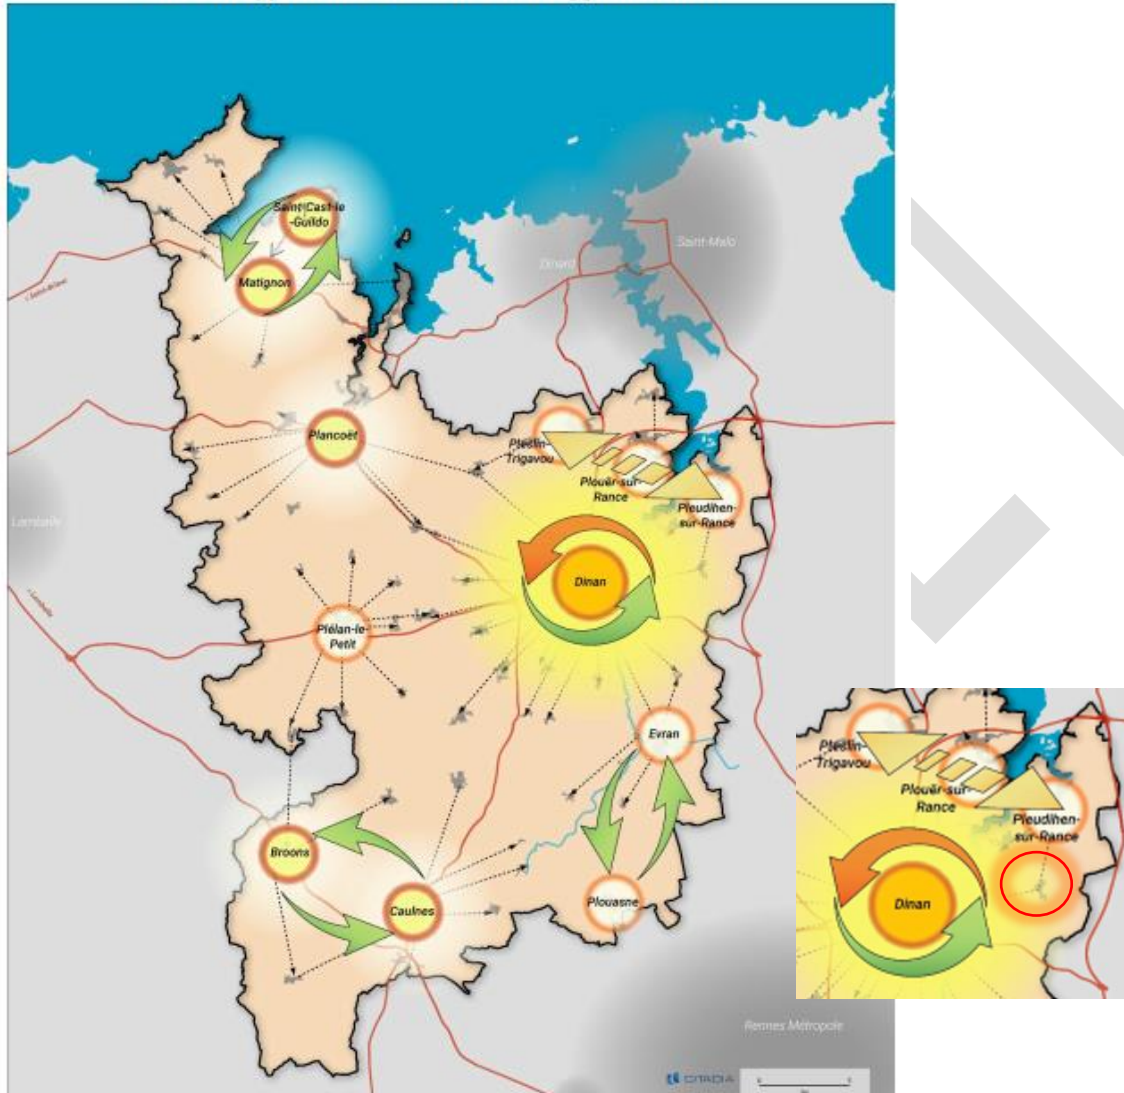 Saint-Cast-le
-Guildo
Matignon
Saint-Malo
Dinard
Plancoët
Pleslin-
Trigavou
Plouër-sur-
Rance
Pleudihen-
sur-Rance
Lamballe
Dinan
Plélan-le-
Petit
Evran
Broons
Caulnes
Plouasne
Rennes Métropole
CITADIA
Pleslin-
Trigavou
Plouër-sur-
Rance
Pleudihen-
sur-Rance
Dinan